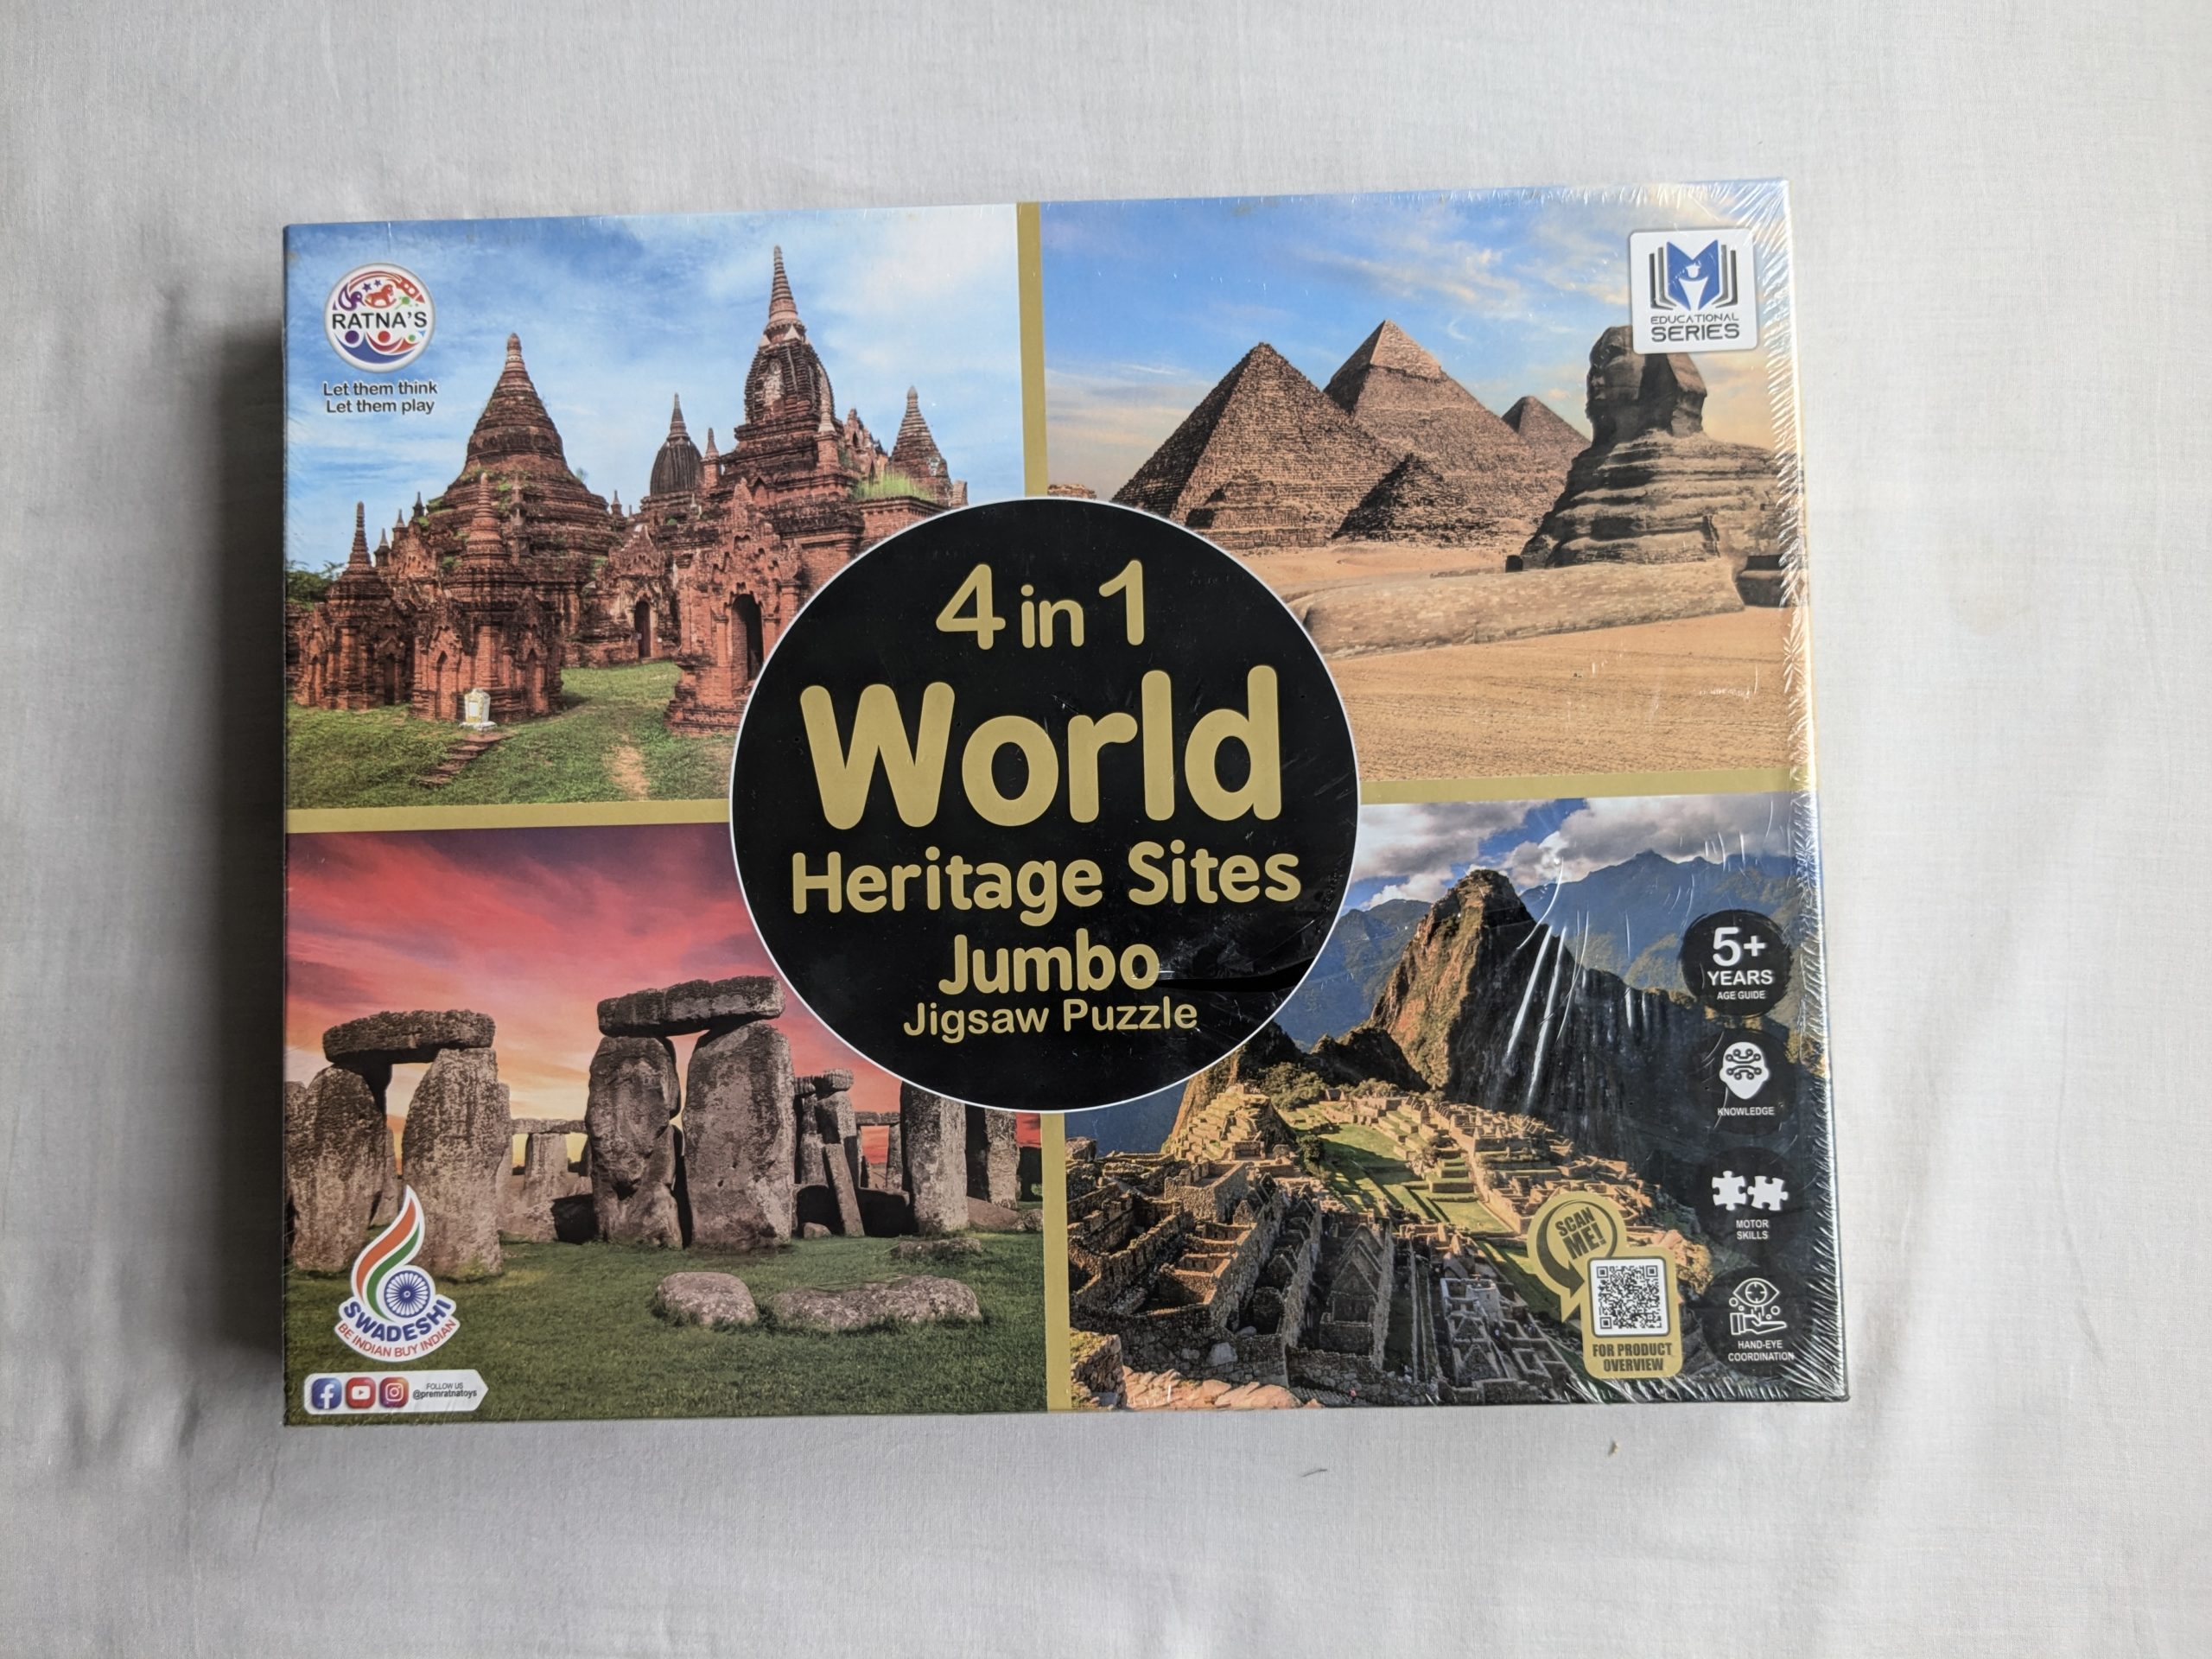 RATNA'S
Let them think
Let them play
EDUCATIONAL
SERIES
4 in 1
World
Heritage Sites
Jumbo
Jigsaw Puzzle
5+
YEARS
AGE GUIDE
KNOWLEDGE
MOTOR
SKILLS
HAND-EYE
COORDINATION
SCAN
ME!
FOR PRODUCT
OVERVIEW
SWADESHI
BE INDIAN BUY INDIAN
FOLLOW US
@premratnatoys